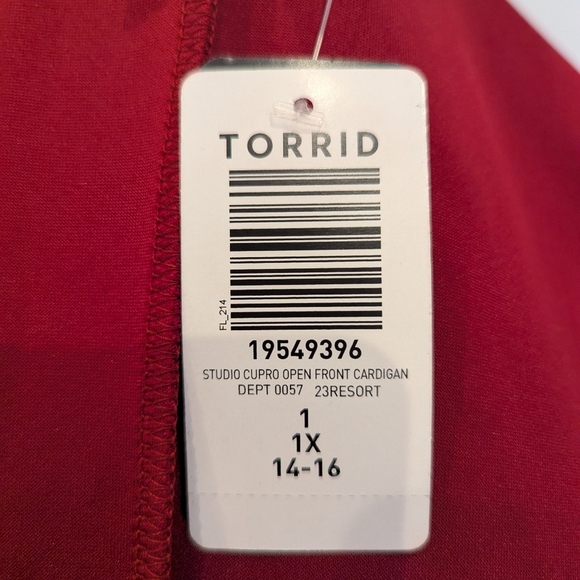 TORRID
FL_214
19549396
STUDIO CUPRO OPEN FRONT CARDIGAN
DEPT 0057 23RESORT
1
1X
14-16